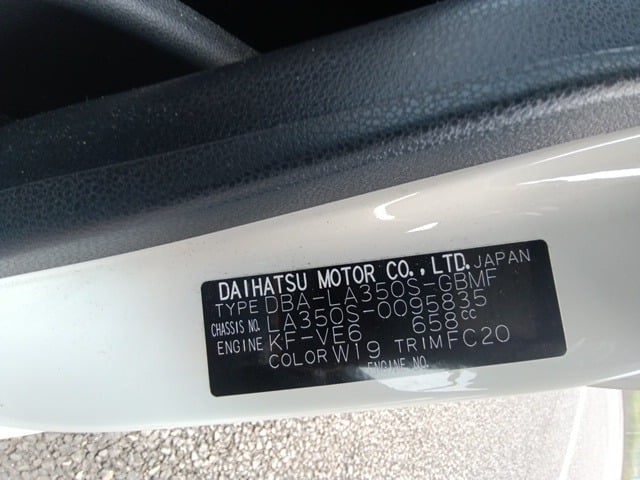 DAIHATSU MOTOR CO.,LTD. JAPAN
TYPE DBA-LA350S-GBMF
CHASSIS NO. LA350S-0095835
ENGINE KF-VE6 658cc
COLOR W19 TRIM FC20
ENGINE NO.